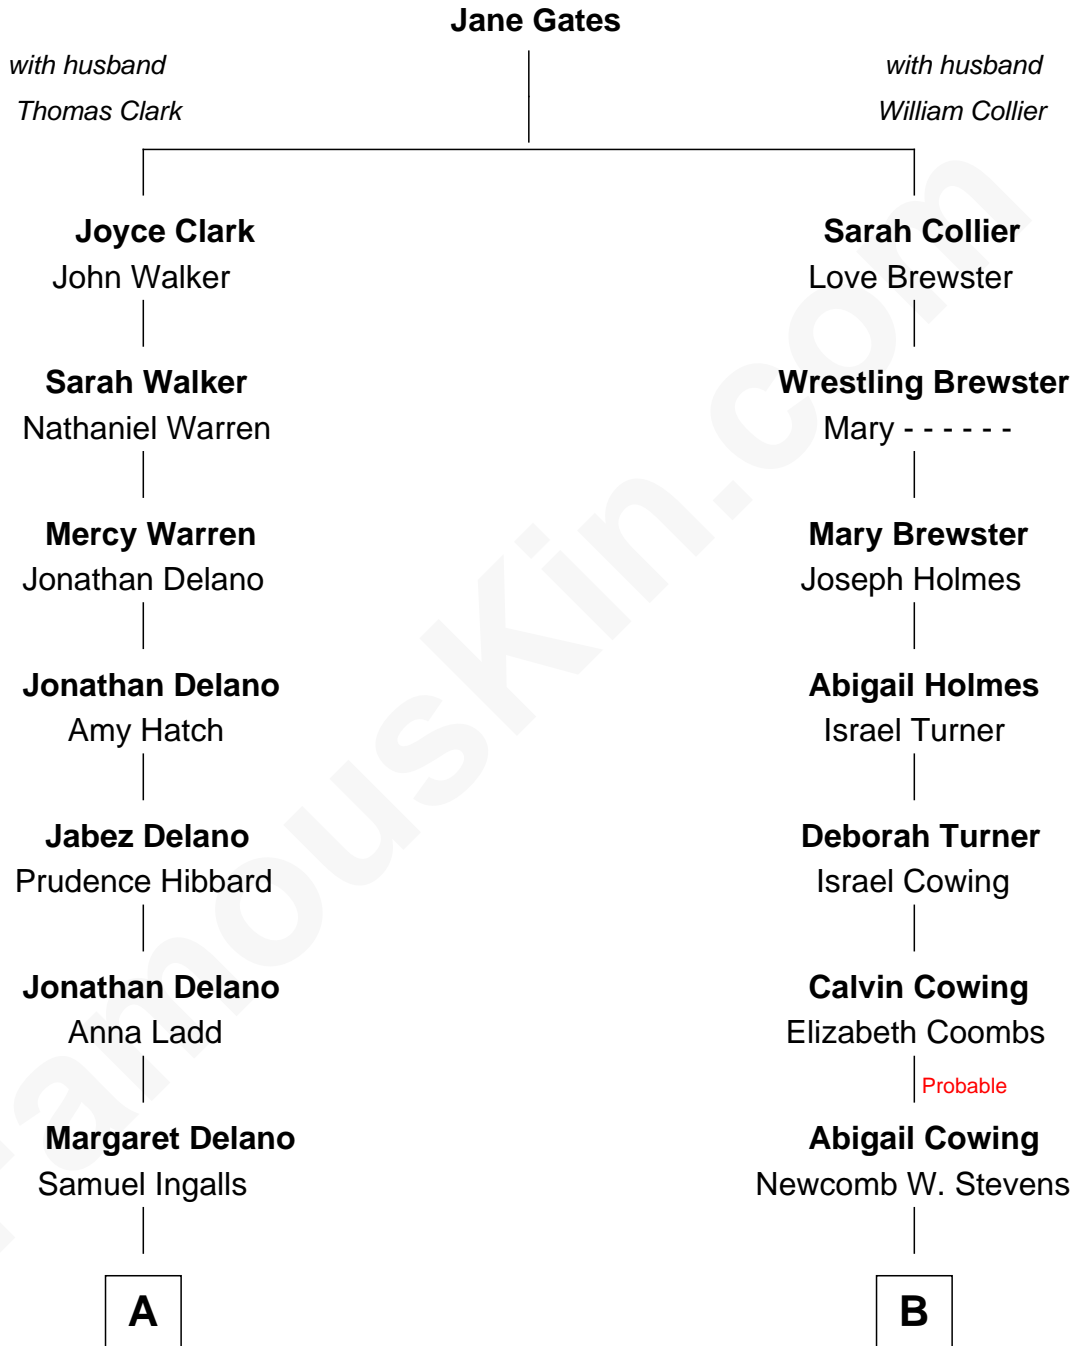 Jane Gates
with husband
Thomas Clark
with husband
William Collier
Joyce Clark
John Walker
Sarah Collier
Love Brewster
Sarah Walker
Nathaniel Warren
Wrestling Brewster
Mary - - - - - -
Mercy Warren
Jonathan Delano
Mary Brewster
Joseph Holmes
Jonathan Delano
Amy Hatch
Abigail Holmes
Israel Turner
Jabez Delano
Prudence Hibbard
Deborah Turner
Israel Cowing
Jonathan Delano
Anna Ladd
Calvin Cowing
Elizabeth Coombs
Probable
Margaret Delano
Samuel Ingalls
Abigail Cowing
Newcomb W. Stevens
A
B
FamousKin.com